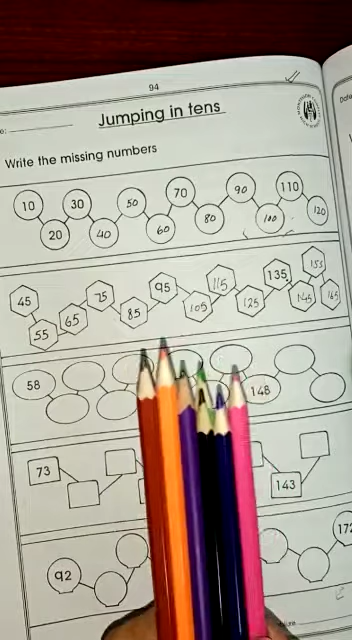 94
Jumping in tens
Write the missing numbers
10 20 30 40 50 60 70 80 90 100 110 120
45 55 65 75 85 95 105 115 125 135 145 155 165
58 148
73 143
92 172